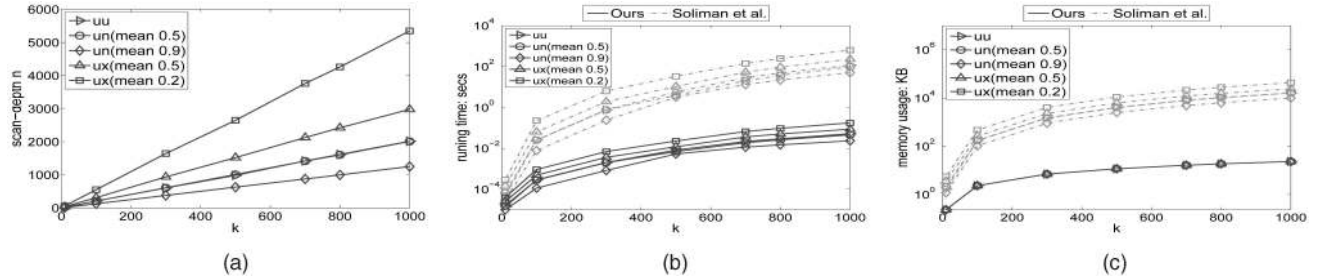 6000
5000
4000
3000
2000
1000
0
0 200 400 600 800 1000
scan-depth n
k
uu
un(mean 0.5)
un(mean 0.9)
ux(mean 0.5)
ux(mean 0.2)
(a)
Ours Soliman et al.
10^4
10^2
10^0
10^-2
10^-4
0 200 400 600 800 1000
runing time: secs
k
uu
un(mean 0.5)
un(mean 0.9)
ux(mean 0.5)
ux(mean 0.2)
(b)
Ours Soliman et al.
10^6
10^4
10^2
10^0
0 200 400 600 800 1000
memory usage: KB
k
uu
un(mean 0.5)
un(mean 0.9)
ux(mean 0.5)
ux(mean 0.2)
(c)